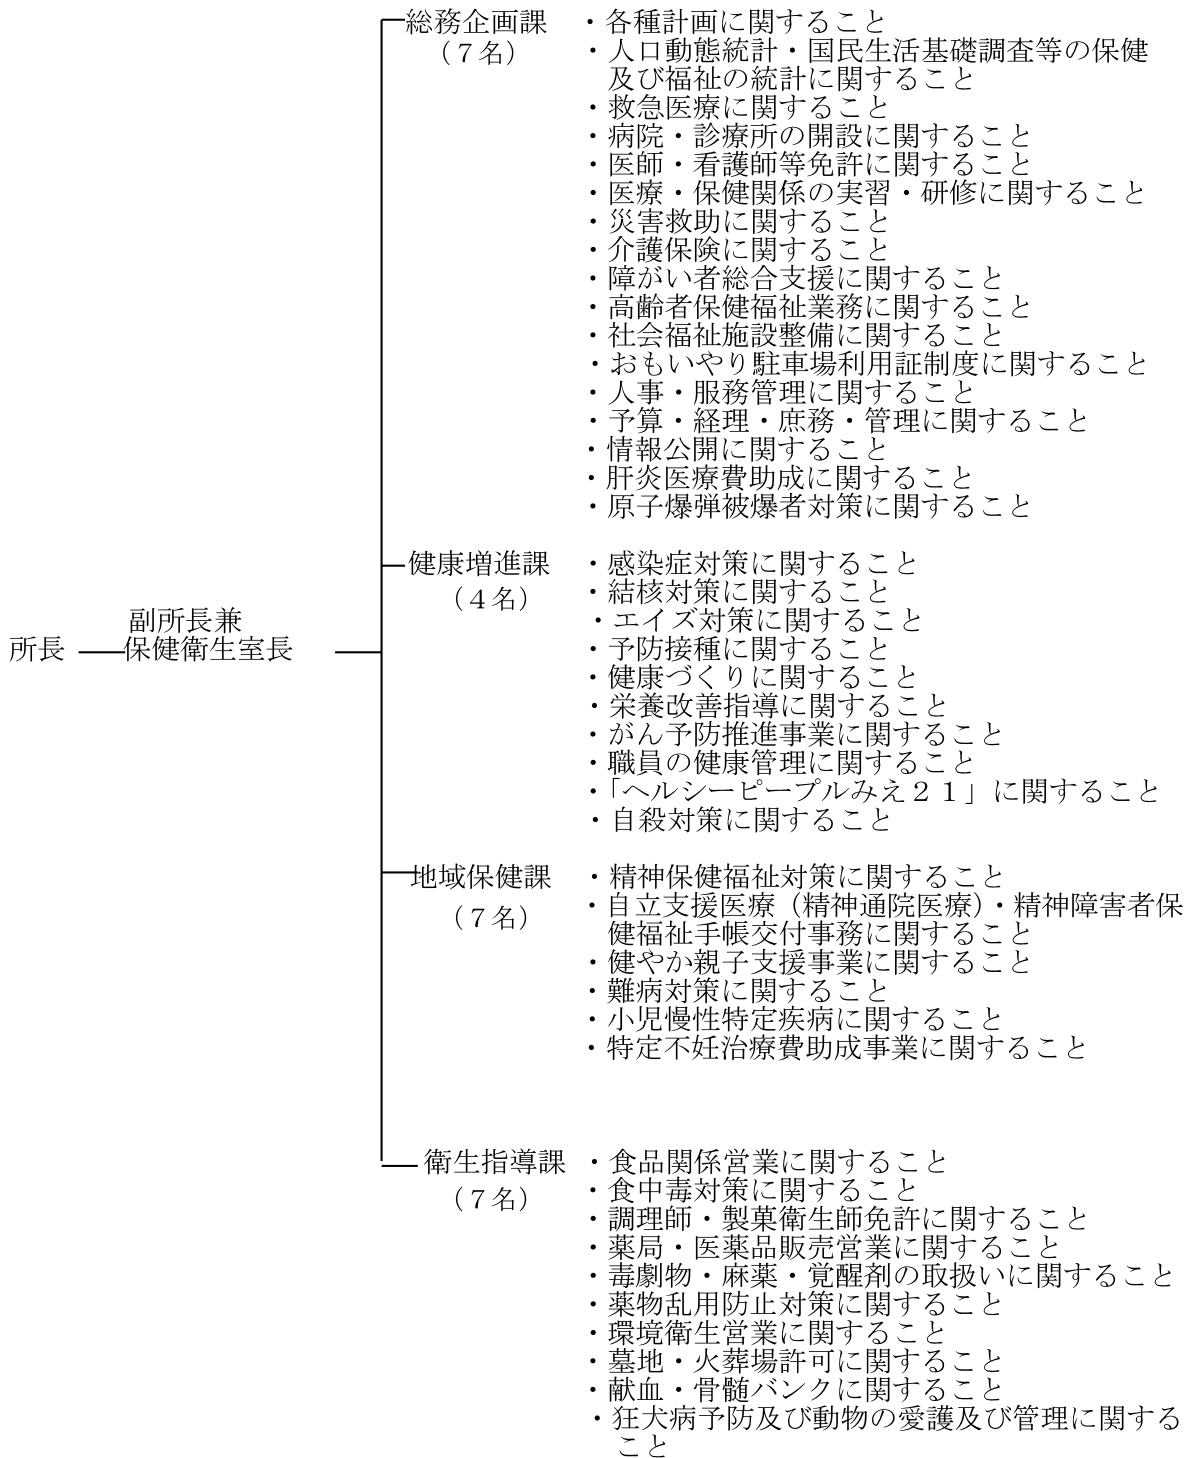 所長
副所長兼
保健衛生室長
総務企画課
（７名）
・各種計画に関すること
・人口動態統計・国民生活基礎調査等の保健
及び福祉の統計に関すること
・救急医療に関すること
・病院・診療所の開設に関すること
・医師・看護師等免許に関すること
・医療・保健関係の実習・研修に関すること
・災害救助に関すること
・介護保険に関すること
・障がい者総合支援に関すること
・高齢者保健福祉業務に関すること
・社会福祉施設整備に関すること
・おもいやり駐車場利用証制度に関すること
・人事・服務管理に関すること
・予算・経理・庶務・管理に関すること
・情報公開に関すること
・肝炎医療費助成に関すること
・原子爆弾被爆者対策に関すること
健康増進課
（４名）
・感染症対策に関すること
・結核対策に関すること
・エイズ対策に関すること
・予防接種に関すること
・健康づくりに関すること
・栄養改善指導に関すること
・がん予防推進事業に関すること
・職員の健康管理に関すること
・「ヘルシーピープルみえ２１」に関すること
・自殺対策に関すること
地域保健課
（７名）
・精神保健福祉対策に関すること
・自立支援医療（精神通院医療）・精神障害者保
健福祉手帳交付事務に関すること
・健やか親子支援事業に関すること
・難病対策に関すること
・小児慢性特定疾病に関すること
・特定不妊治療費助成事業に関すること
衛生指導課
（７名）
・食品関係営業に関すること
・食中毒対策に関すること
・調理師・製菓衛生師免許に関すること
・薬局・医薬品販売営業に関すること
・毒劇物・麻薬・覚醒剤の取扱いに関すること
・薬物乱用防止対策に関すること
・環境衛生営業に関すること
・墓地・火葬場許可に関すること
・献血・骨髄バンクに関すること
・狂犬病予防及び動物の愛護及び管理に関する
こと